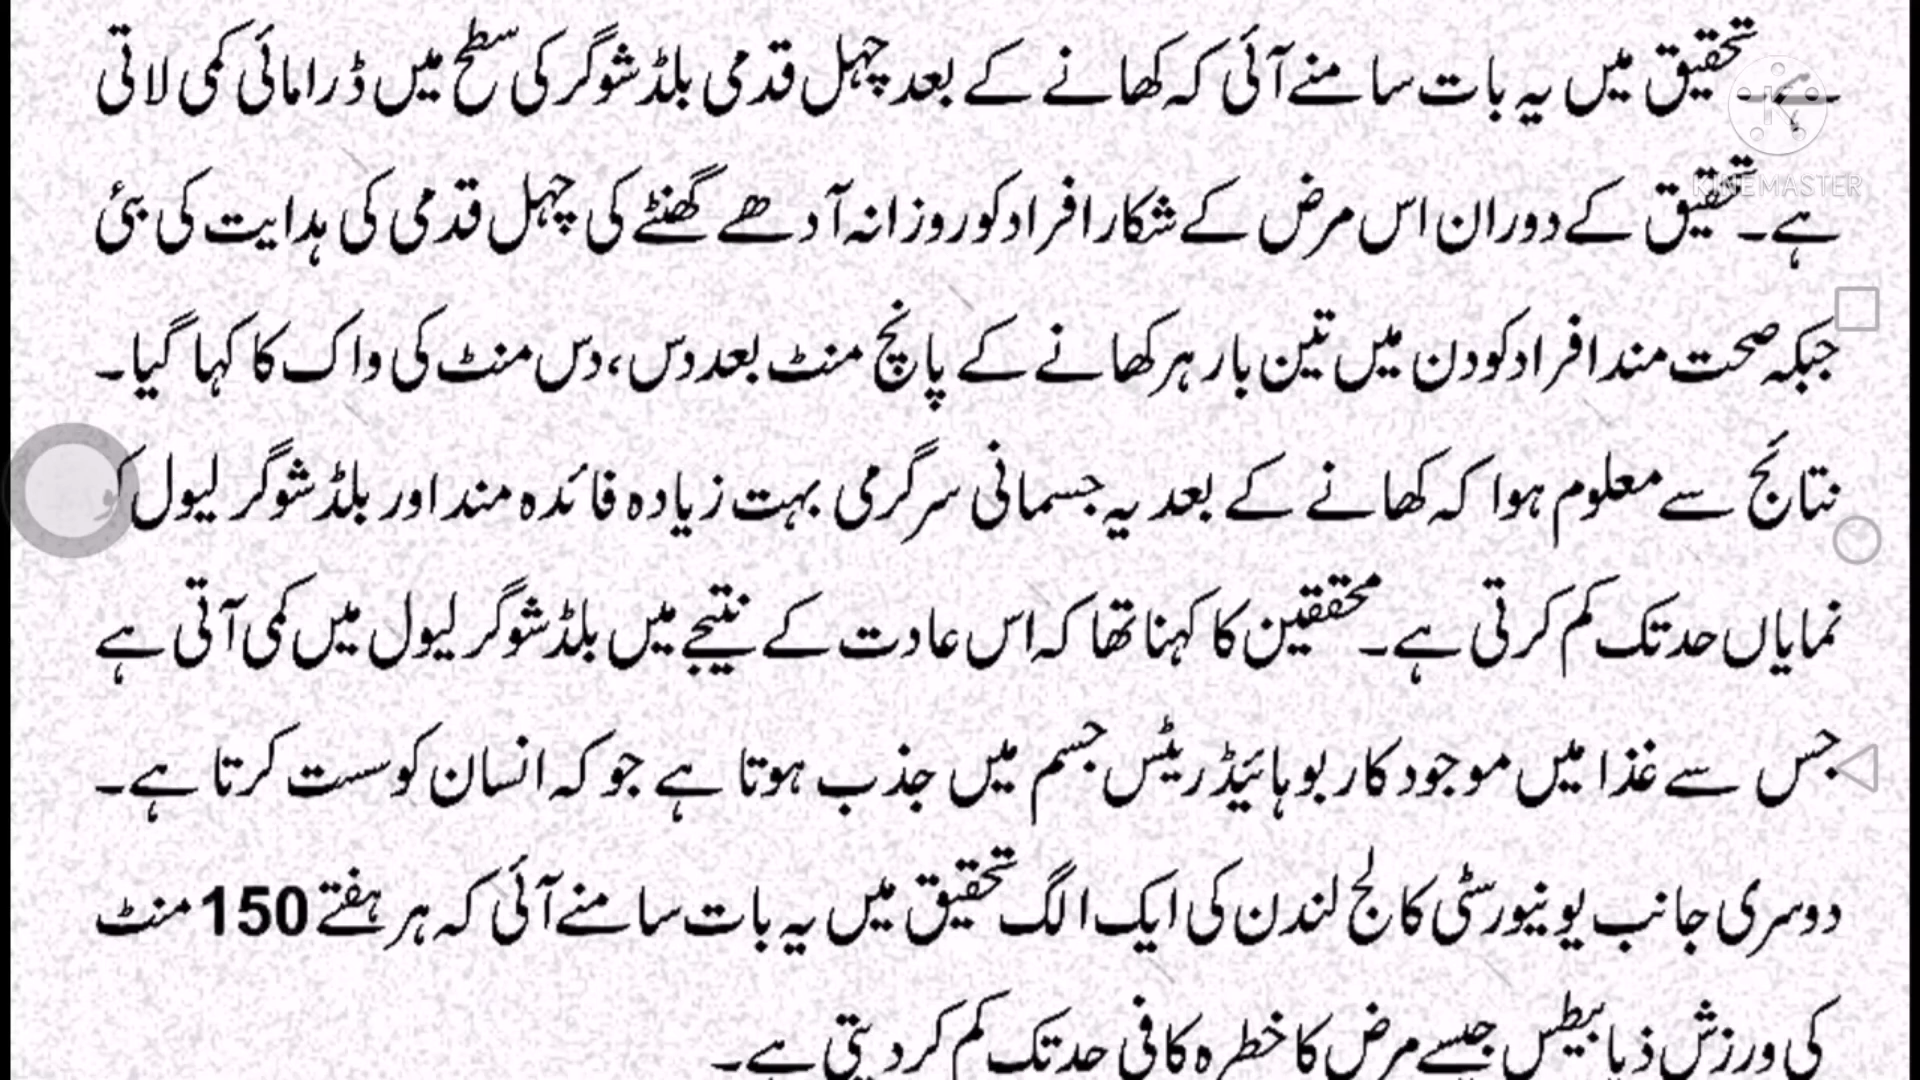 ہے۔ تحقیق میں یہ بات سامنے آئی کہ کھانے کے بعد چہل قدمی بلڈ شوگر کی سطح میں ڈرامائی کمی لاتی
ہے۔ تحقیق کے دوران اس مرض کے شکار افراد کو روزانہ آدھے گھنٹے کی چہل قدمی کی ہدایت کی بئی
جبکہ صحت مند افراد کو دن میں تین بار ہر کھانے کے پانچ منٹ بعد دس، دس منٹ کی واک کا کہا گیا۔
نتائج سے معلوم ہوا کہ کھانے کے بعد یہ جسمانی سرگرمی بہت زیادہ فائدہ مند اور بلڈ شوگر لیول کو
نمایاں حد تک کم کرتی ہے۔ محققین کا کہنا تھا کہ اس عادت کے نتیجے میں بلڈ شوگر لیول میں کمی آتی ہے
جس سے غذا میں موجود کاربوہائیڈریٹس جسم میں جذب ہوتا ہے جو کہ انسان کو سست کرتا ہے۔
دوسری جانب یونیورسٹی کالج لندن کی ایک الگ تحقیق میں یہ بات سامنے آئی کہ ہر ہفتے 150 منٹ
کی ورزش ذیابیطس جیسے مرض کا خطرہ کافی حد تک کم کر دیتی ہے۔
KINEMASTER